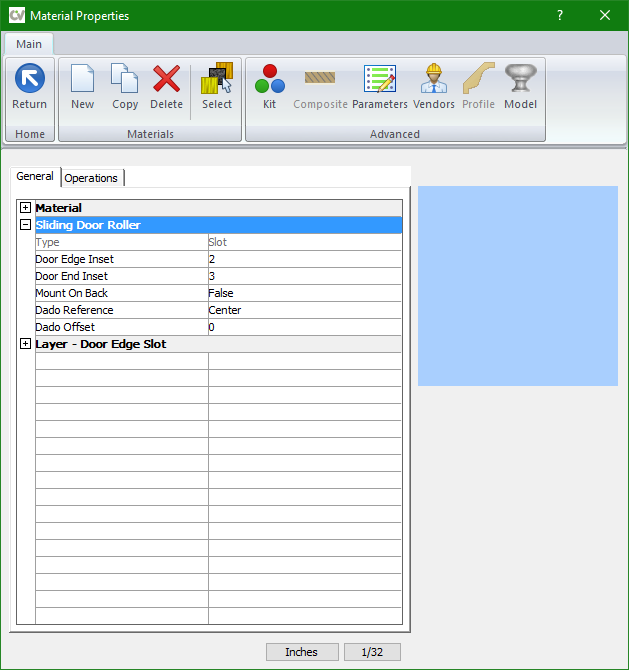 CV Material Properties ?
Main
Return New Copy Delete Select Kit Composite Parameters Vendors Profile Model
Home Materials Advanced
General Operations
Material
Sliding Door Roller
Type Slot
Door Edge Inset 2
Door End Inset 3
Mount On Back False
Dado Reference Center
Dado Offset 0
Layer - Door Edge Slot
Inches 1/32